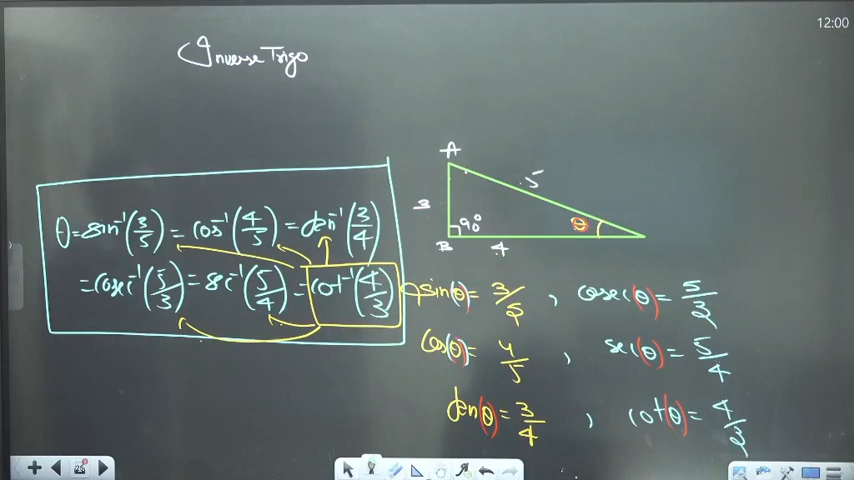 12:00
Inverse Trigo
A
5
3
90°
θ
B
4
θ = sin⁻¹(3/5) = cos⁻¹(4/5) = tan⁻¹(3/4)
= cosec⁻¹(5/3) = sec⁻¹(5/4) = cot⁻¹(4/3)
sin(θ) = 3/5 , cosec(θ) = 5/3
cos(θ) = 4/5 , sec(θ) = 5/4
tan(θ) = 3/4 , cot(θ) = 4/3
25